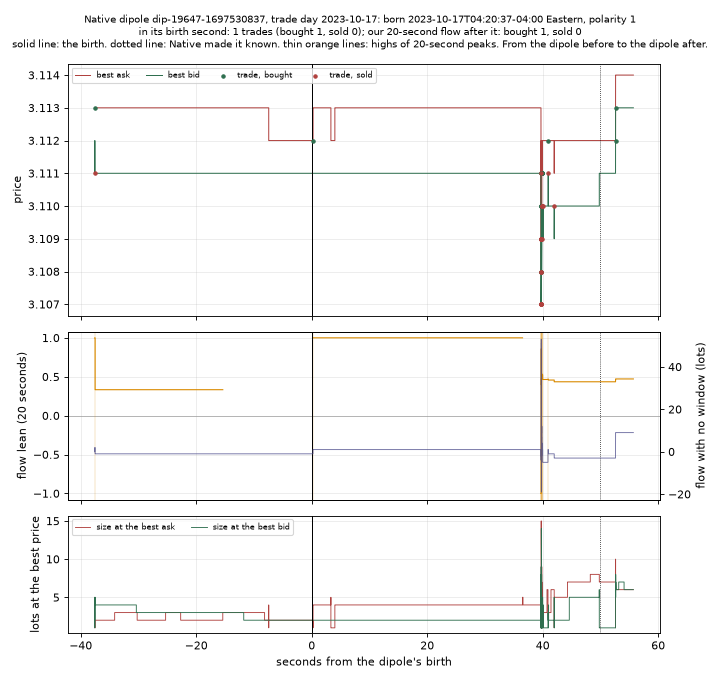 Native dipole dip-19647-1697530837, trade day 2023-10-17: born 2023-10-17T04:20:37-04:00 Eastern, polarity 1
in its birth second: 1 trades (bought 1, sold 0); our 20-second flow after it: bought 1, sold 0
solid line: the birth. dotted line: Native made it known. thin orange lines: highs of 20-second peaks. From the dipole before to the dipole after.
best ask
best bid
trade, bought
trade, sold
3.114
3.113
3.112
3.111
3.110
3.109
3.108
3.107
price
1.0
0.5
0.0
−0.5
−1.0
flow lean (20 seconds)
40
20
0
−20
flow with no window (lots)
size at the best ask
size at the best bid
15
10
5
lots at the best price
−40
−20
0
20
40
60
seconds from the dipole's birth